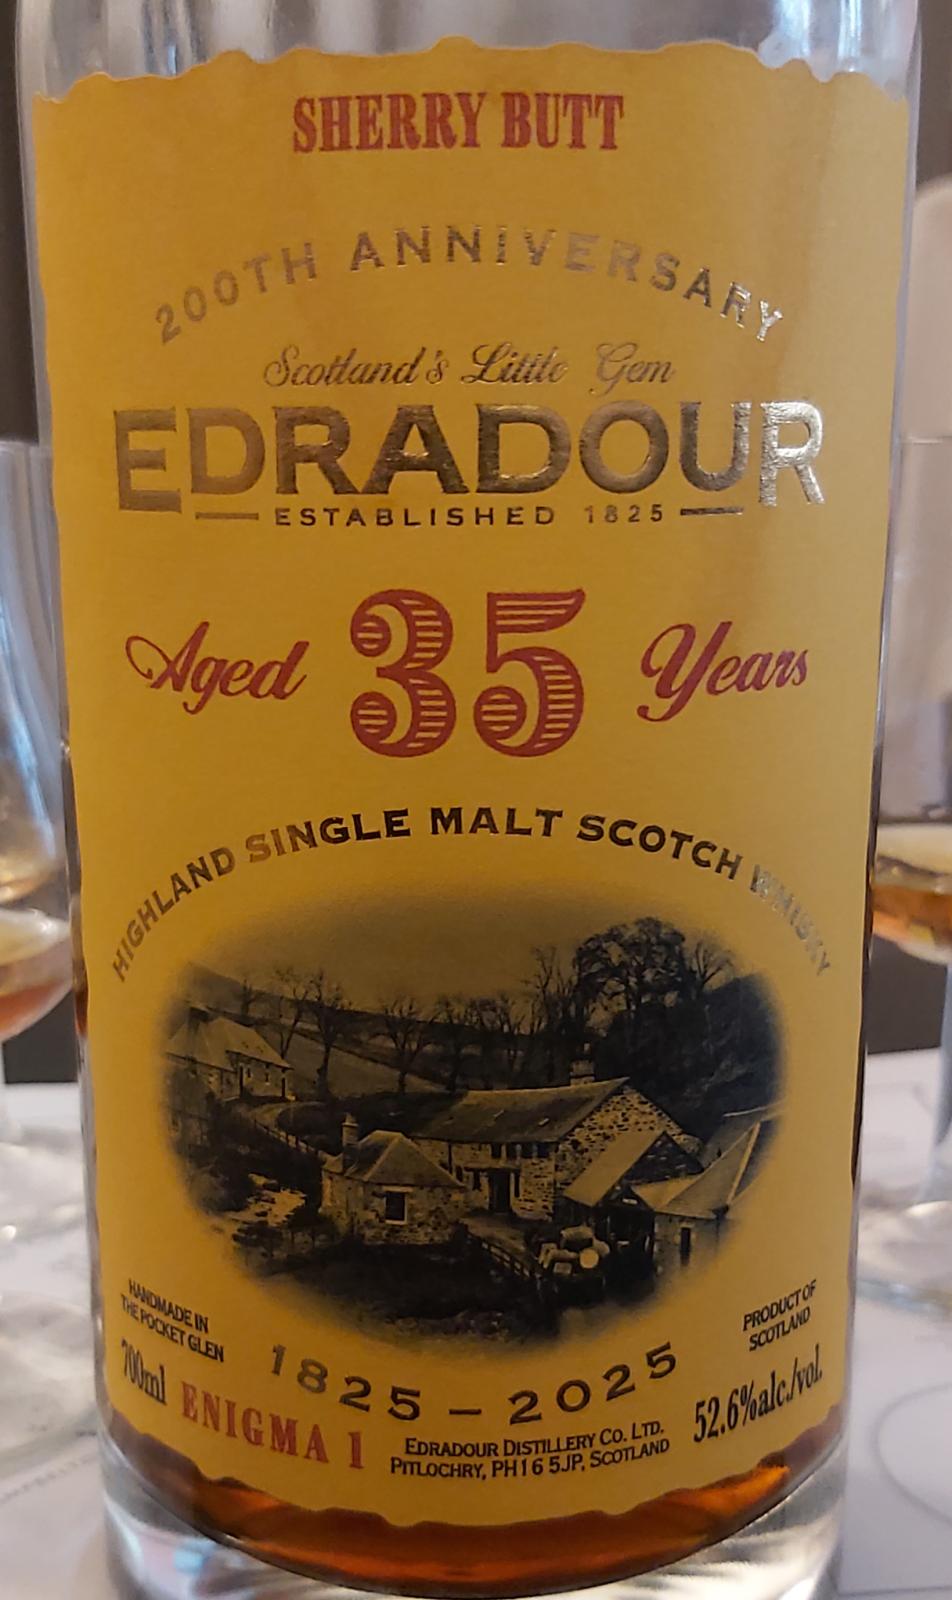 SHERRY BUTT
200TH ANNIVERSARY
Scotland's Little Gem
EDRADOUR
ESTABLISHED 1825
Aged 35 Years
HIGHLAND SINGLE MALT SCOTCH WHISKY
HANDMADE IN
THE POCKET GLEN
PRODUCT OF
SCOTLAND
1825 – 2025
700ml
ENIGMA 1
EDRADOUR DISTILLERY CO. LTD.
PITLOCHRY, PH16 5JP, SCOTLAND
52.6%alc./vol.